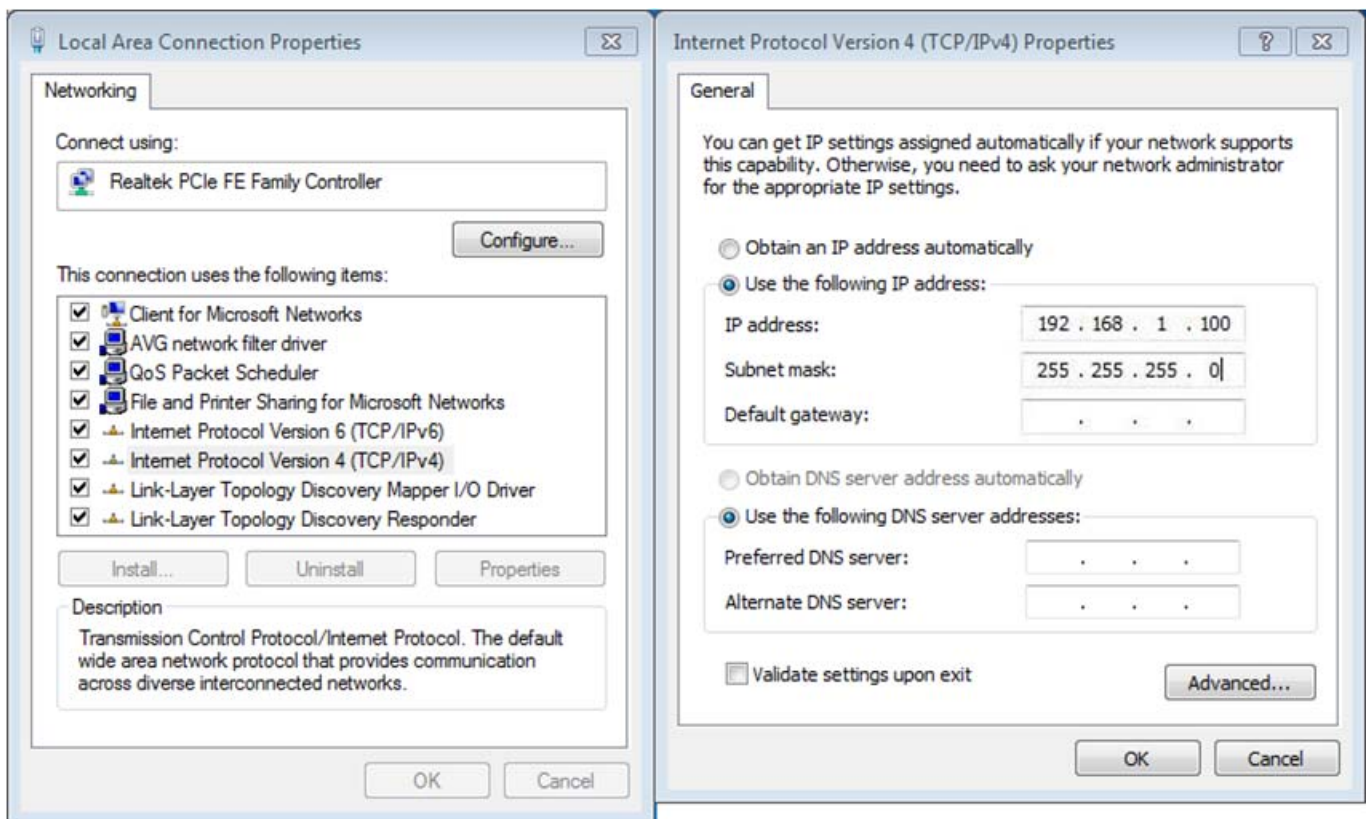 Local Area Connection Properties
Networking
Connect using:
Realtek PCIe FE Family Controller
Configure...
This connection uses the following items:
Client for Microsoft Networks
AVG network filter driver
QoS Packet Scheduler
File and Printer Sharing for Microsoft Networks
Internet Protocol Version 6 (TCP/IPv6)
Internet Protocol Version 4 (TCP/IPv4)
Link-Layer Topology Discovery Mapper I/O Driver
Link-Layer Topology Discovery Responder
Install...
Uninstall
Properties
Description
Transmission Control Protocol/Internet Protocol. The default
wide area network protocol that provides communication
across diverse interconnected networks.
OK
Cancel
Internet Protocol Version 4 (TCP/IPv4) Properties
General
You can get IP settings assigned automatically if your network supports
this capability. Otherwise, you need to ask your network administrator
for the appropriate IP settings.
Obtain an IP address automatically
Use the following IP address:
IP address: 192 . 168 . 1 . 100
Subnet mask: 255 . 255 . 255 . 0
Default gateway: . . .
Obtain DNS server address automatically
Use the following DNS server addresses:
Preferred DNS server: . . .
Alternate DNS server: . . .
Validate settings upon exit
Advanced...
OK
Cancel